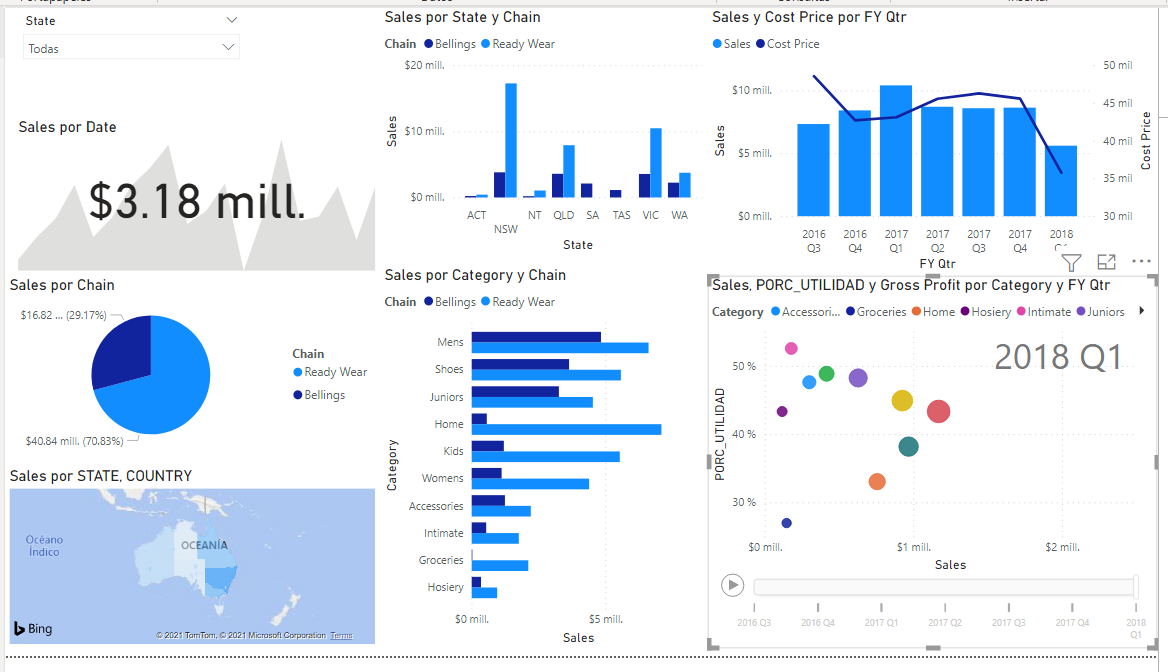 State
Todas
Sales por Date
$3.18 mill.
Sales por Chain
$16.82 ... (29.17%)
$40.84 mill. (70.83%)
Chain
Ready Wear
Bellings
Sales por STATE, COUNTRY
Océano
Índico
OCEANÍA
Bing
© 2021 TomTom, © 2021 Microsoft Corporation Terms
Sales por State y Chain
Chain Bellings Ready Wear
$20 mill.
$10 mill.
$0 mill.
Sales
ACT
NSW
NT
QLD
SA
TAS
VIC
WA
State
Sales por Category y Chain
Chain Bellings Ready Wear
Category
Mens
Shoes
Juniors
Home
Kids
Womens
Accessories
Intimate
Groceries
Hosiery
$0 mill.
$5 mill.
Sales
Sales y Cost Price por FY Qtr
Sales Cost Price
$10 mill.
$5 mill.
$0 mill.
Sales
50 mil
45 mil
40 mil
35 mil
30 mil
Cost Price
2016 Q3
2016 Q4
2017 Q1
2017 Q2
2017 Q3
2017 Q4
2018
FY Qtr
Sales, PORC_UTILIDAD y Gross Profit por Category y FY Qtr
Category Accessori... Groceries Home Hosiery Intimate Juniors
2018 Q1
50 %
40 %
30 %
PORC_UTILIDAD
$0 mill.
$1 mill.
$2 mill.
Sales
2016 Q3
2016 Q4
2017 Q1
2017 Q2
2017 Q3
2017 Q4
2018 Q1